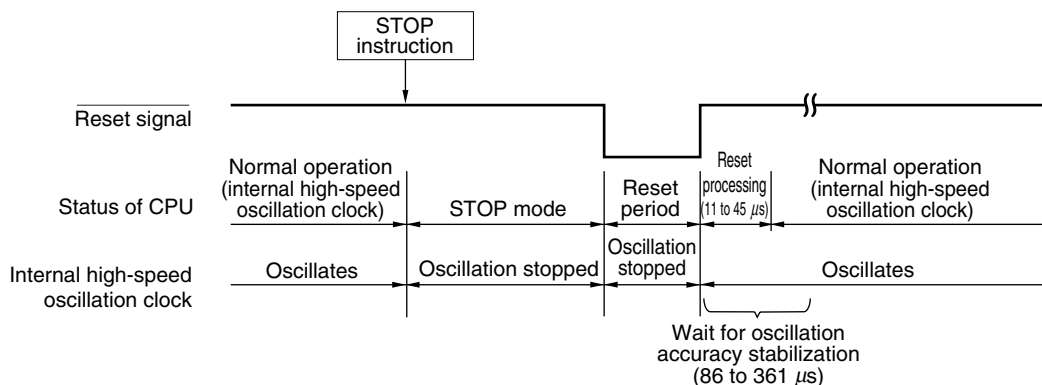 STOP
instruction
Reset signal
Status of CPU
Normal operation
(internal high-speed
oscillation clock)
STOP mode
Reset
period
Reset
processing
(11 to 45 μs)
Normal operation
(internal high-speed
oscillation clock)
Internal high-speed
oscillation clock
Oscillates
Oscillation stopped
Oscillation
stopped
Oscillates
Wait for oscillation
accuracy stabilization
(86 to 361 μs)